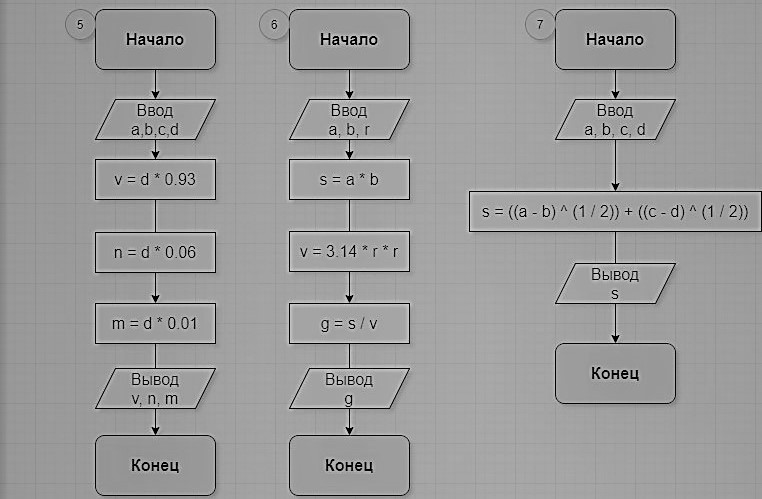 5
Начало
Ввод
a,b,c,d
v = d * 0.93
n = d * 0.06
m = d * 0.01
Вывод
v, n, m
Конец
6
Начало
Ввод
a, b, r
s = a * b
v = 3.14 * r * r
g = s / v
Вывод
g
Конец
7
Начало
Ввод
a, b, c, d
s = ((a - b) ^ (1 / 2)) + ((c - d) ^ (1 / 2))
Вывод
s
Конец